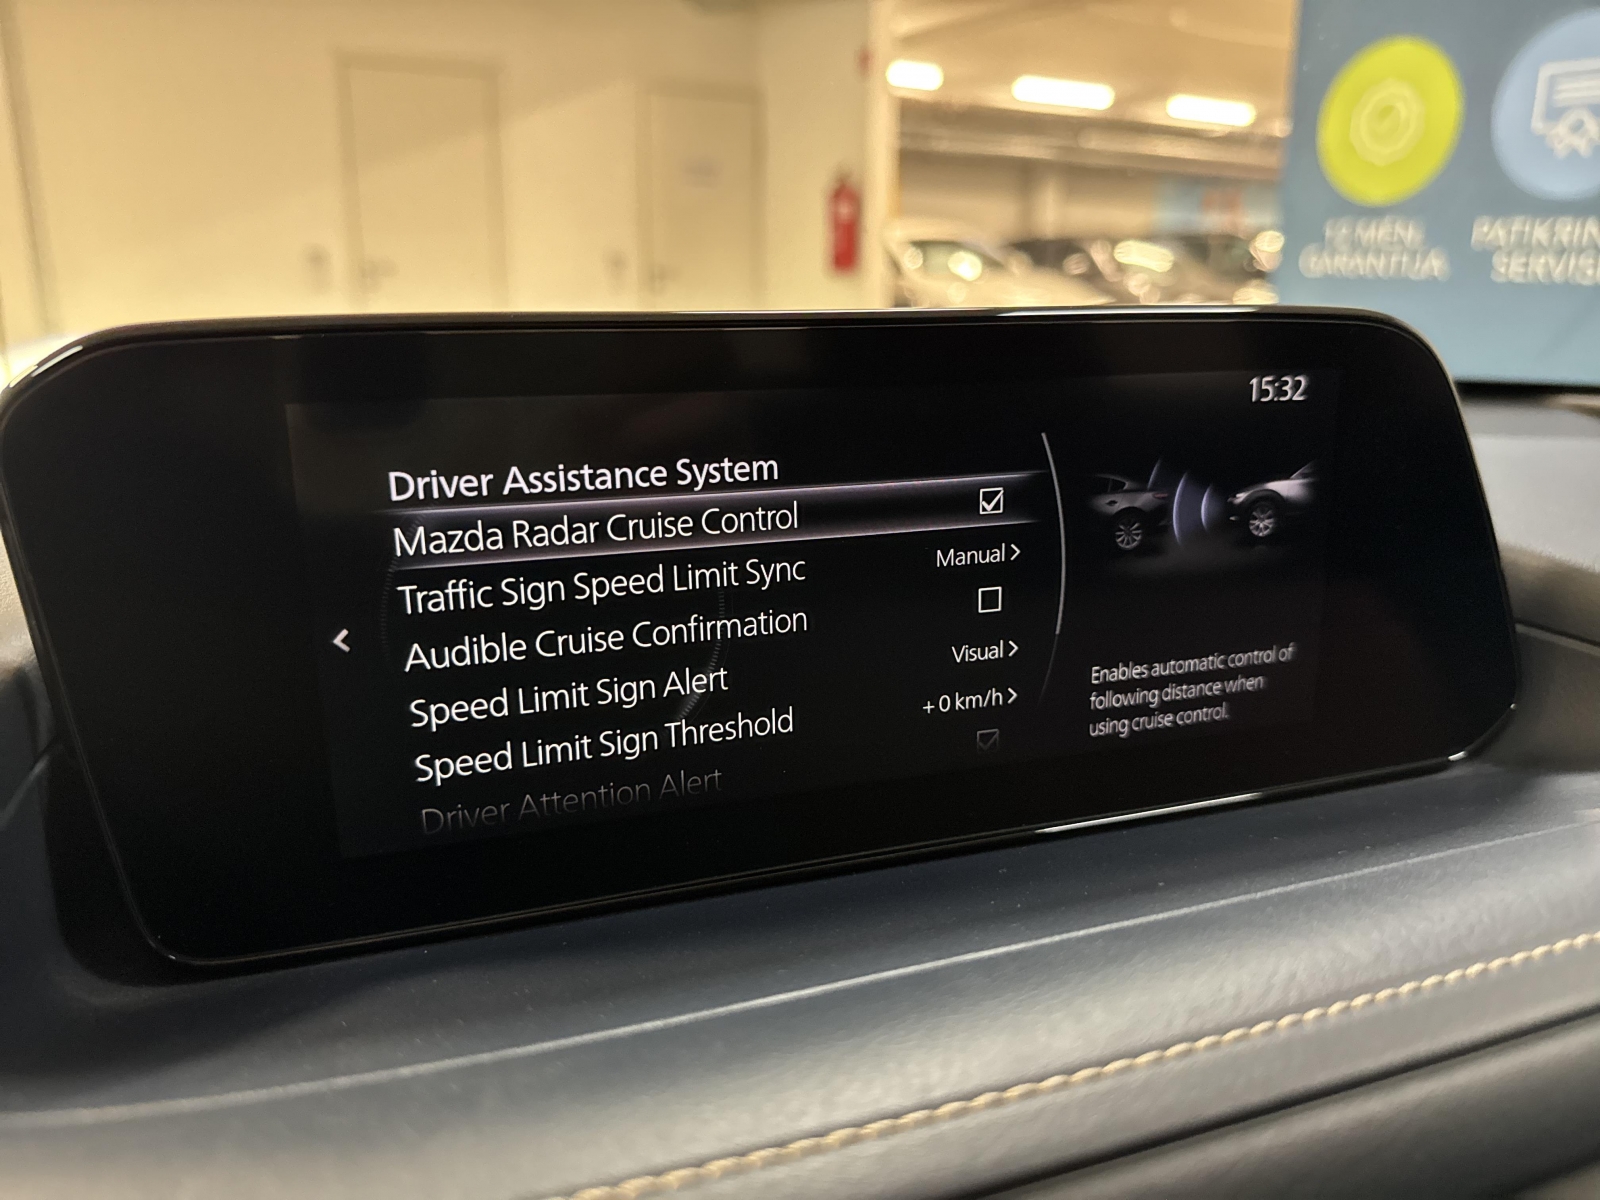 GARANTIJA
15:32
Driver Assistance System
Mazda Radar Cruise Control
Traffic Sign Speed Limit Sync Manual >
Audible Cruise Confirmation
Speed Limit Sign Alert Visual >
Speed Limit Sign Threshold +0 km/h >
Driver Attention Alert
Enables automatic control of
following distance when
using cruise control.